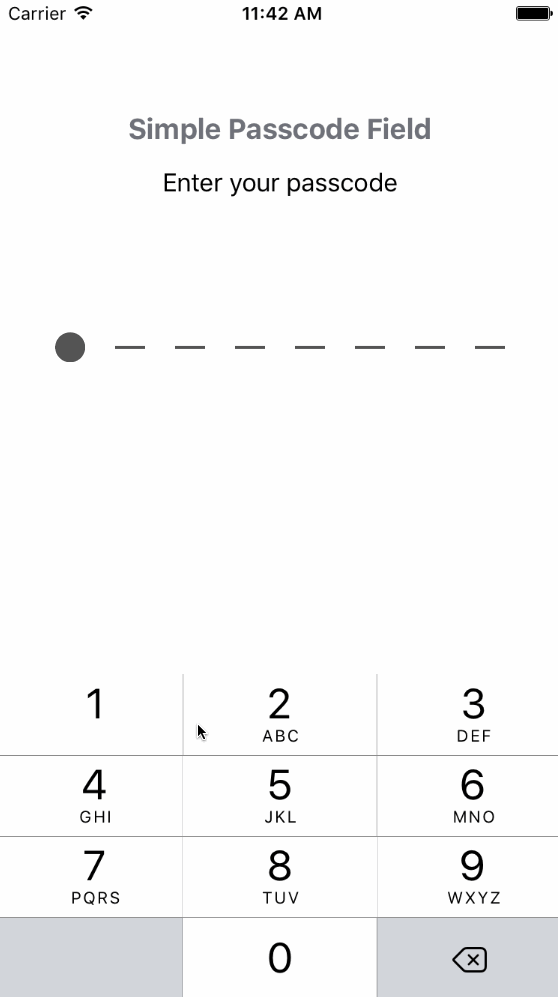 Carrier 11:42 AM
Simple Passcode Field
Enter your passcode
1 2 3
ABC DEF
4 5 6
GHI JKL MNO
7 8 9
PQRS TUV WXYZ
0